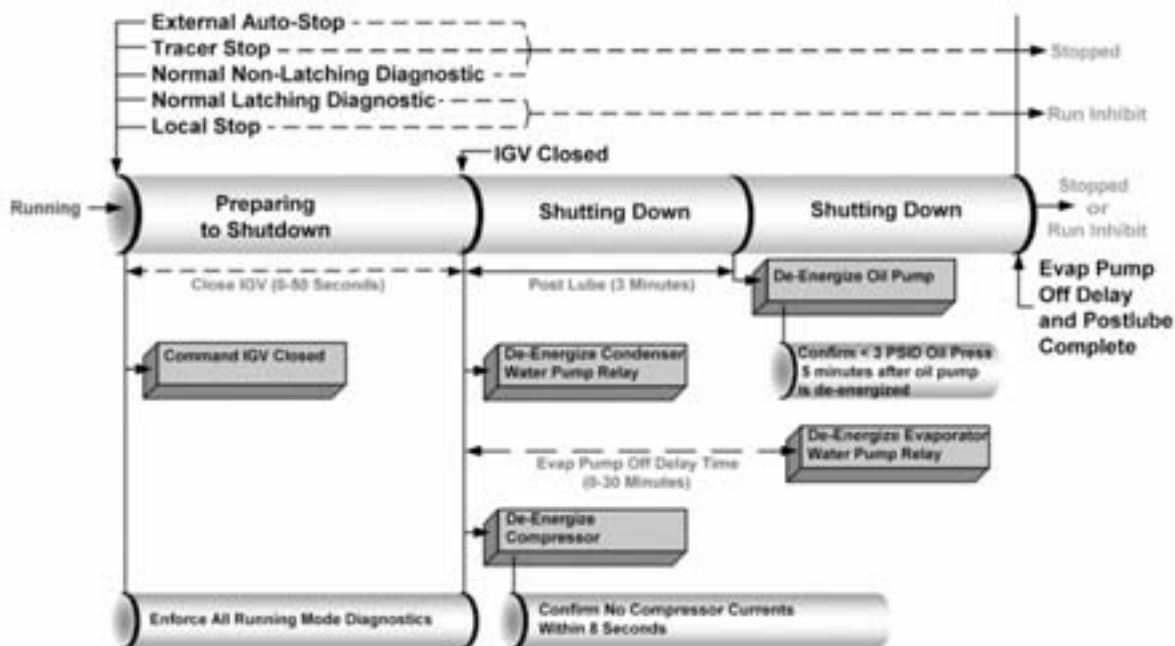 External Auto-Stop
Tracer Stop
Normal Non-Latching Diagnostic
Normal Latching Diagnostic
Local Stop
Stopped
Run Inhibit
IGV Closed
Running
Preparing
to Shutdown
Shutting Down
Shutting Down
Stopped
or
Run Inhibit
Close IGV (0-50 Seconds)
Post Lube (3 Minutes)
De-Energize Oil Pump
Evap Pump
Off Delay
and Postlube
Complete
Command IGV Closed
De-Energize Condenser
Water Pump Relay
Confirm < 3 PSID Oil Press
5 minutes after oil pump
is de-energized
Evap Pump Off Delay Time
(0-30 Minutes)
De-Energize Evaporator
Water Pump Relay
De-Energize
Compressor
Enforce All Running Mode Diagnostics
Confirm No Compressor Currents
Within 8 Seconds